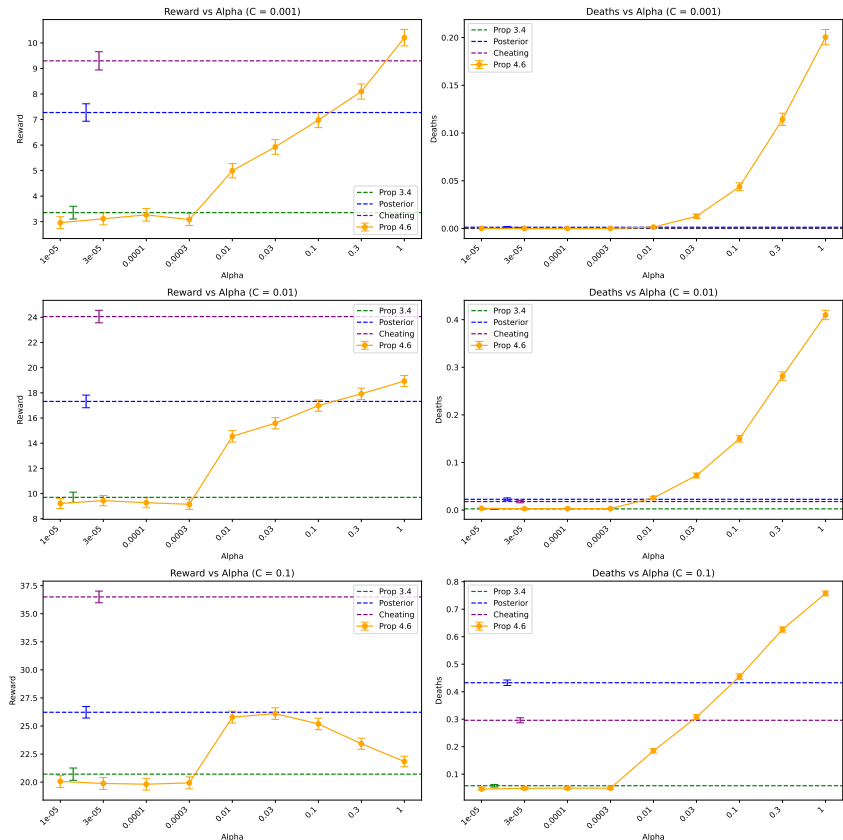 Reward vs Alpha (C = 0.001)
10
9
8
7
6
5
4
3
Reward
Prop 3.4
Posterior
Cheating
Prop 4.6
1e-05
3e-05
0.0001
0.0003
0.01
0.03
0.1
0.3
1
Alpha
Deaths vs Alpha (C = 0.001)
0.20
0.15
0.10
0.05
0.00
Deaths
Prop 3.4
Posterior
Cheating
Prop 4.6
1e-05
3e-05
0.0001
0.0003
0.01
0.03
0.1
0.3
1
Alpha
Reward vs Alpha (C = 0.01)
24
22
20
18
16
14
12
10
8
Reward
Prop 3.4
Posterior
Cheating
Prop 4.6
1e-05
3e-05
0.0001
0.0003
0.01
0.03
0.1
0.3
1
Alpha
Deaths vs Alpha (C = 0.01)
0.4
0.3
0.2
0.1
0.0
Deaths
Prop 3.4
Posterior
Cheating
Prop 4.6
1e-05
3e-05
0.0001
0.0003
0.01
0.03
0.1
0.3
1
Alpha
Reward vs Alpha (C = 0.1)
37.5
35.0
32.5
30.0
27.5
25.0
22.5
20.0
Reward
Prop 3.4
Posterior
Cheating
Prop 4.6
1e-05
3e-05
0.0001
0.0003
0.01
0.03
0.1
0.3
1
Alpha
Deaths vs Alpha (C = 0.1)
0.8
0.7
0.6
0.5
0.4
0.3
0.2
0.1
Deaths
Prop 3.4
Posterior
Cheating
Prop 4.6
1e-05
3e-05
0.0001
0.0003
0.01
0.03
0.1
0.3
1
Alpha